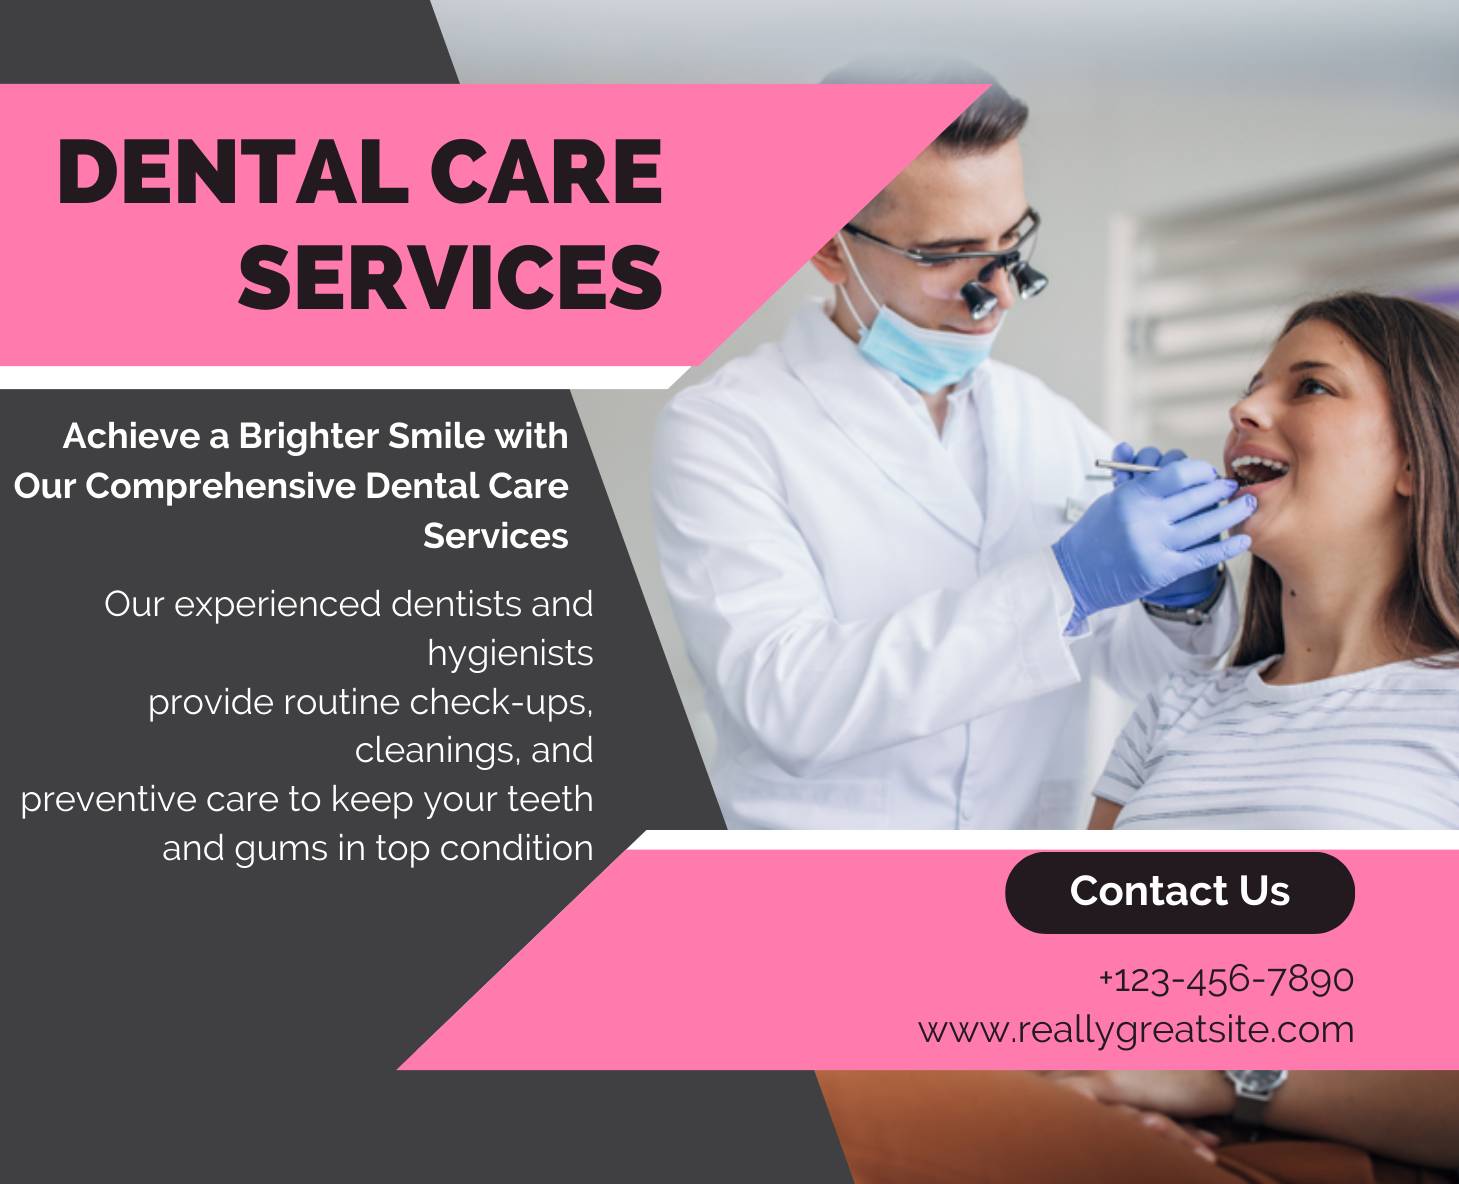 DENTAL CARE
SERVICES
Achieve a Brighter Smile with
Our Comprehensive Dental Care
Services
Our experienced dentists and
hygienists
provide routine check-ups,
cleanings, and
preventive care to keep your teeth
and gums in top condition
Contact Us
+123-456-7890
www.reallygreatsite.com